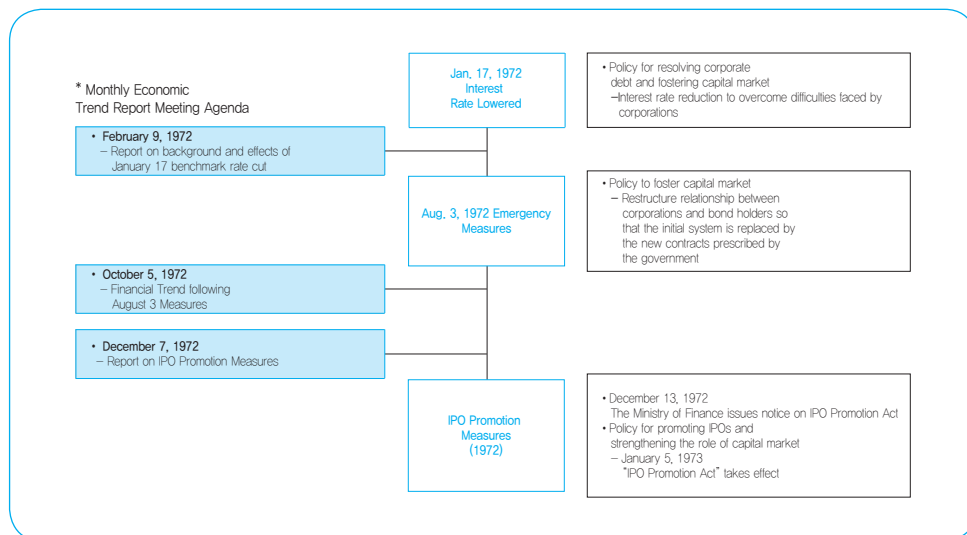 * Monthly Economic
Trend Report Meeting Agenda
Jan. 17, 1972
Interest
Rate Lowered
• Policy for resolving corporate
debt and fostering capital market
–Interest rate reduction to overcome difficulties faced by
corporations
• February 9, 1972
– Report on background and effects of
January 17 benchmark rate cut
Aug. 3, 1972 Emergency
Measures
• Policy to foster capital market
– Restructure relationship between
corporations and bond holders so
that the initial system is replaced by
the new contracts prescribed by
the government
• October 5, 1972
– Financial Trend following
August 3 Measures
• December 7, 1972
– Report on IPO Promotion Measures
IPO Promotion
Measures
(1972)
• December 13, 1972
The Ministry of Finance issues notice on IPO Promotion Act
• Policy for promoting IPOs and
strengthening the role of capital market
– January 5, 1973
"IPO Promotion Act" takes effect